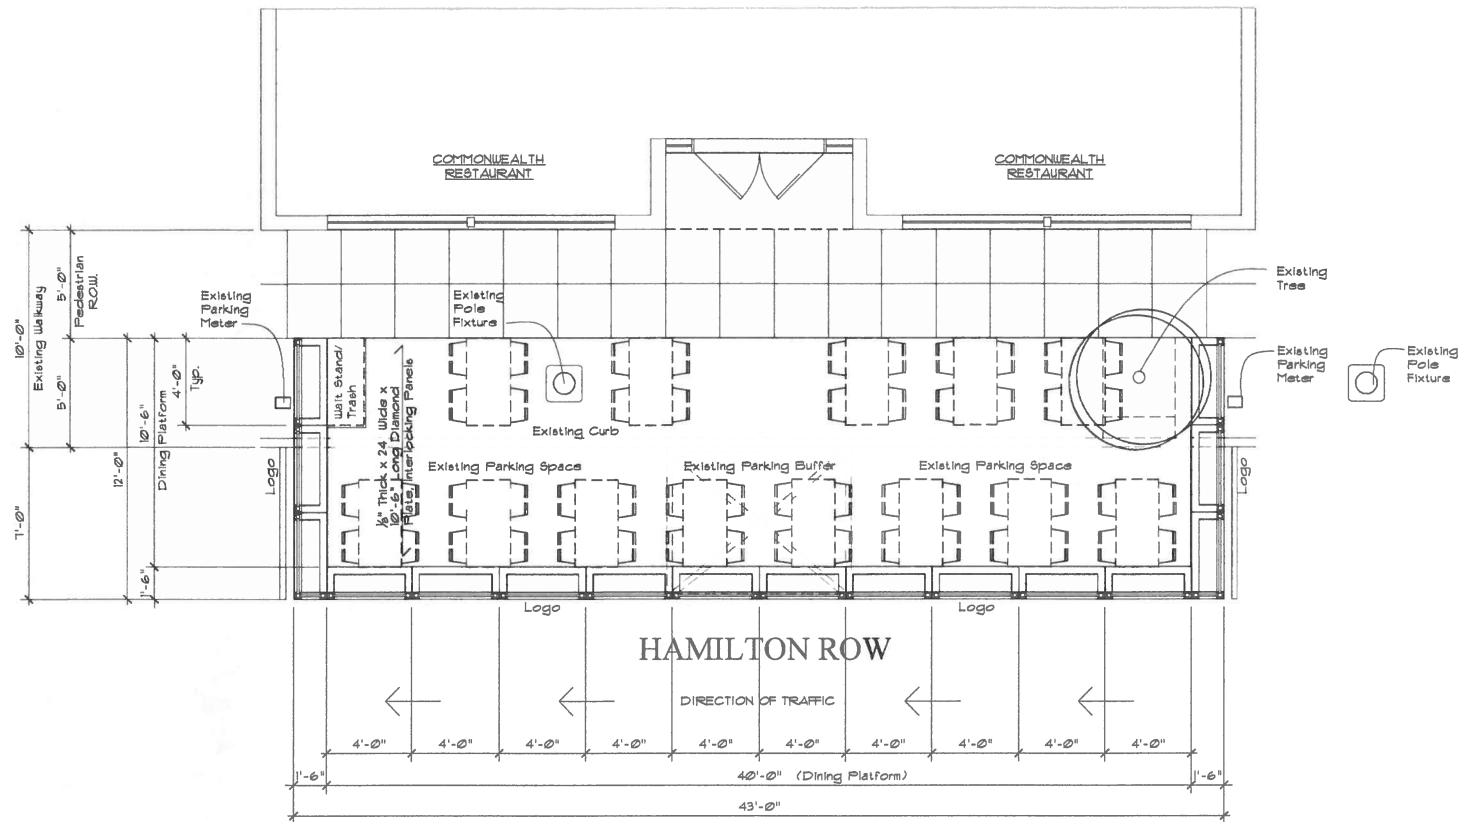 COMMONWEALTH
RESTAURANT
COMMONWEALTH
RESTAURANT
10'-0"
Existing Walkway
5'-0"
Pedestrian
R.O.W.
5'-0"
7'-0"
12'-0"
10'-6"
Dining Platform
1'-6"
4'-0"
Typ.
Existing
Parking
Meter
Existing
Pole
Fixture
Existing
Tree
Existing
Parking
Meter
Existing
Pole
Fixture
Wait Stand/
Trash
⅛" Thick x 24" Wide x
10'-6" Long Diamond
Plate, Interlocking Panels
Existing Curb
Existing Parking Space
Existing Parking Buffer
Existing Parking Space
Logo
Logo
Logo
Logo
HAMILTON ROW
DIRECTION OF TRAFFIC
4'-0" 4'-0" 4'-0" 4'-0" 4'-0" 4'-0" 4'-0" 4'-0" 4'-0" 4'-0"
1'-6" 40'-0" (Dining Platform) 1'-6"
43'-0"